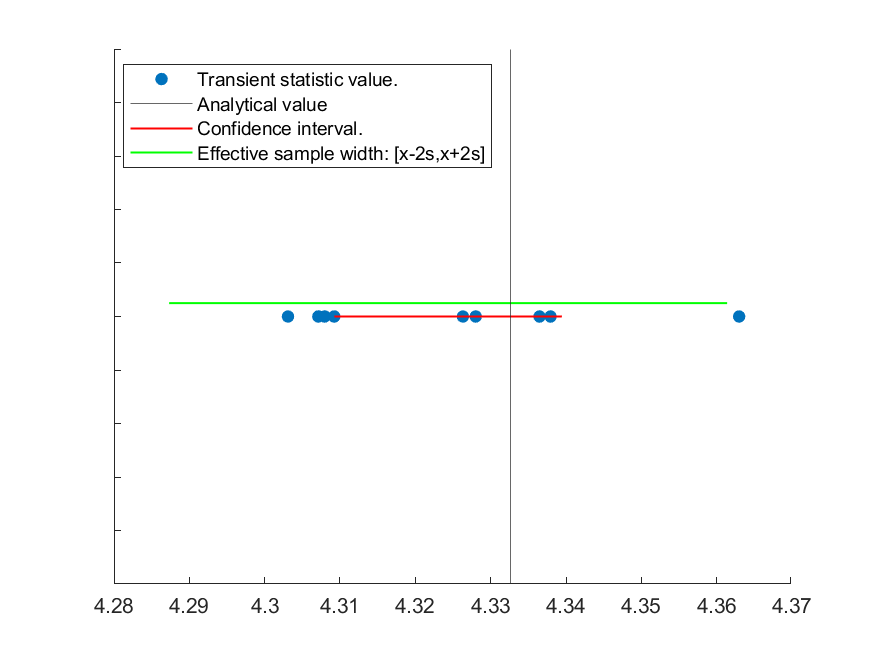 Transient statistic value.
Analytical value
Confidence interval.
Effective sample width: [x-2s,x+2s]
4.28 4.29 4.3 4.31 4.32 4.33 4.34 4.35 4.36 4.37